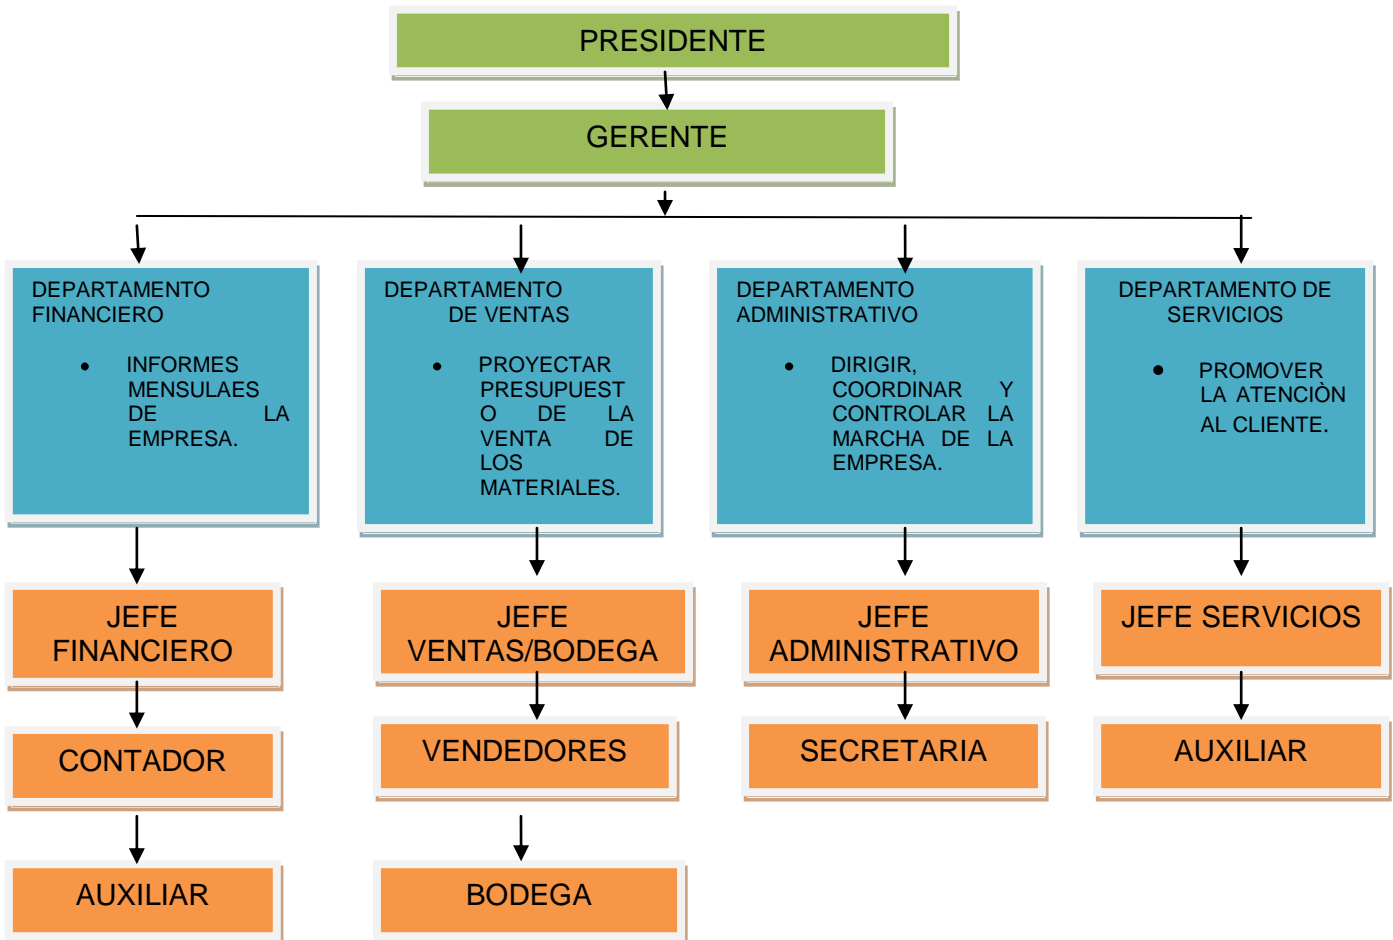 PRESIDENTE
GERENTE
DEPARTAMENTO
FINANCIERO
• INFORMES
MENSULAES
DE LA
EMPRESA.
DEPARTAMENTO
DE VENTAS
• PROYECTAR
PRESUPUEST
O DE LA
VENTA DE
LOS
MATERIALES.
DEPARTAMENTO
ADMINISTRATIVO
• DIRIGIR,
COORDINAR Y
CONTROLAR LA
MARCHA DE LA
EMPRESA.
DEPARTAMENTO DE
SERVICIOS
• PROMOVER
LA ATENCIÒN
AL CLIENTE.
JEFE
FINANCIERO
JEFE
VENTAS/BODEGA
JEFE
ADMINISTRATIVO
JEFE SERVICIOS
CONTADOR
VENDEDORES
SECRETARIA
AUXILIAR
AUXILIAR
BODEGA